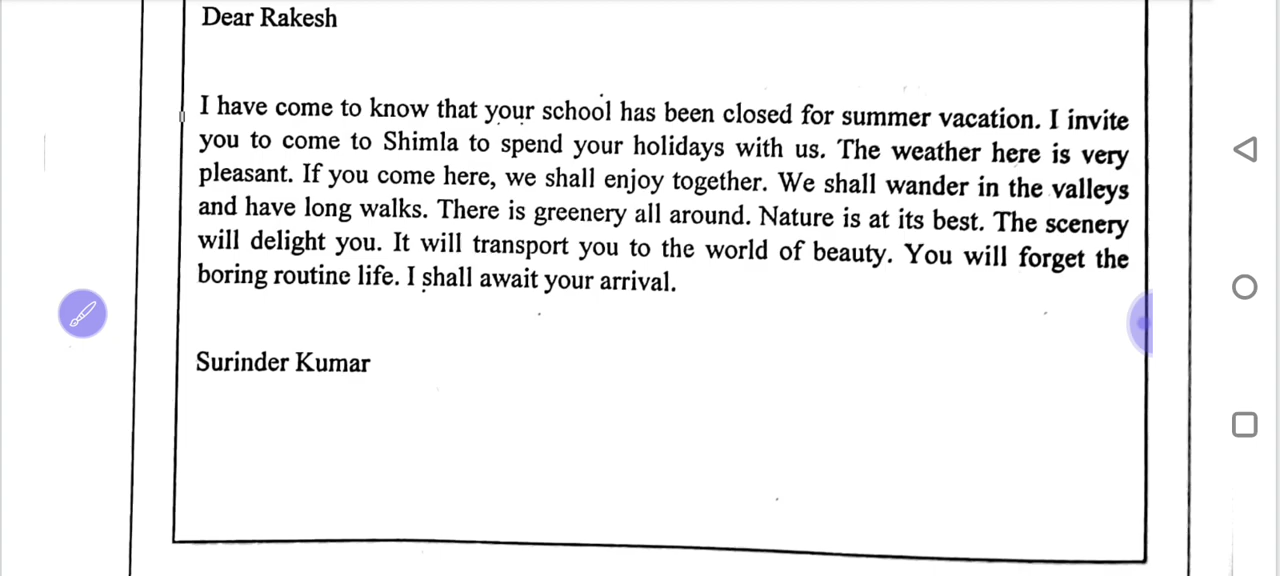 Dear Rakesh
I have come to know that your school has been closed for summer vacation. I invite
you to come to Shimla to spend your holidays with us. The weather here is very
pleasant. If you come here, we shall enjoy together. We shall wander in the valleys
and have long walks. There is greenery all around. Nature is at its best. The scenery
will delight you. It will transport you to the world of beauty. You will forget the
boring routine life. I shall await your arrival.
Surinder Kumar